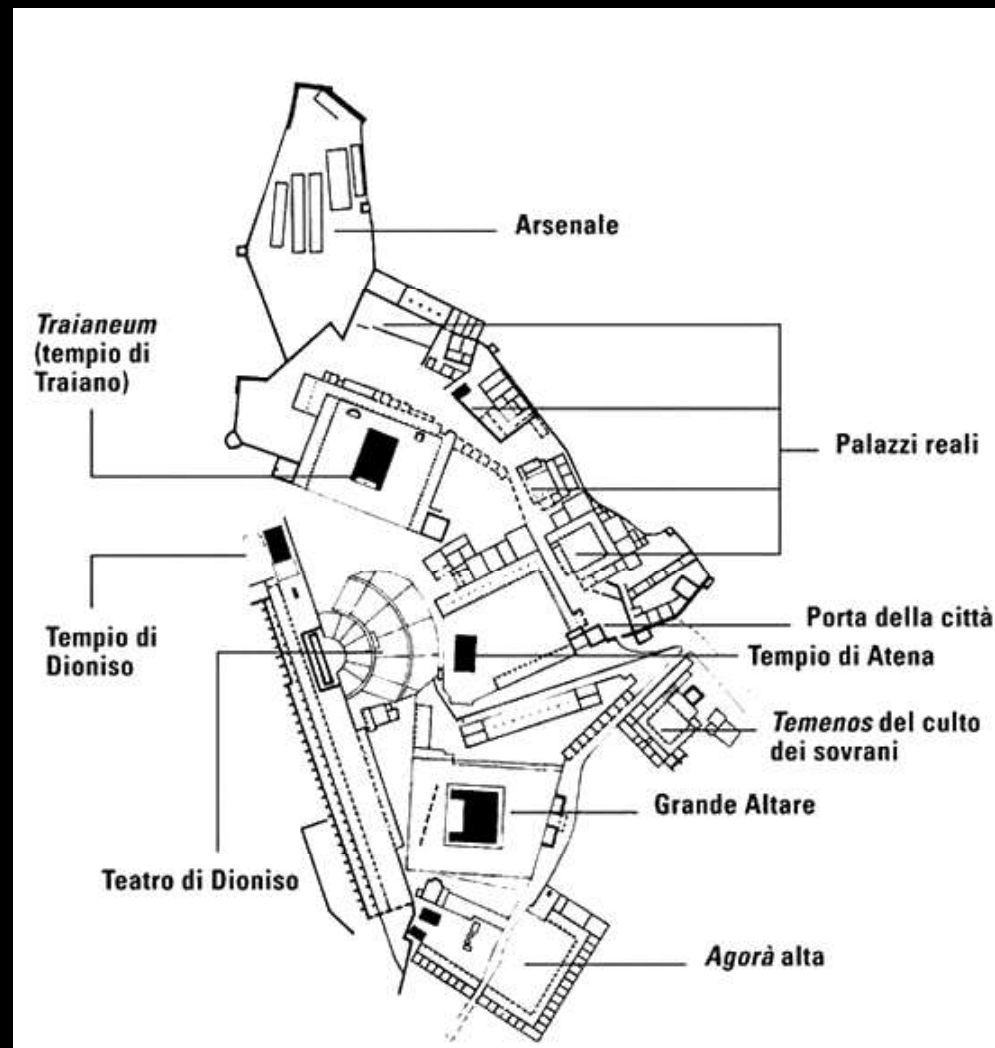 Arsenale
Traianeum
(tempio di
Traiano)
Palazzi reali
Porta della città
Tempio di
Dioniso
Tempio di Atena
Temenos del culto
dei sovrani
Grande Altare
Teatro di Dioniso
Agorà alta